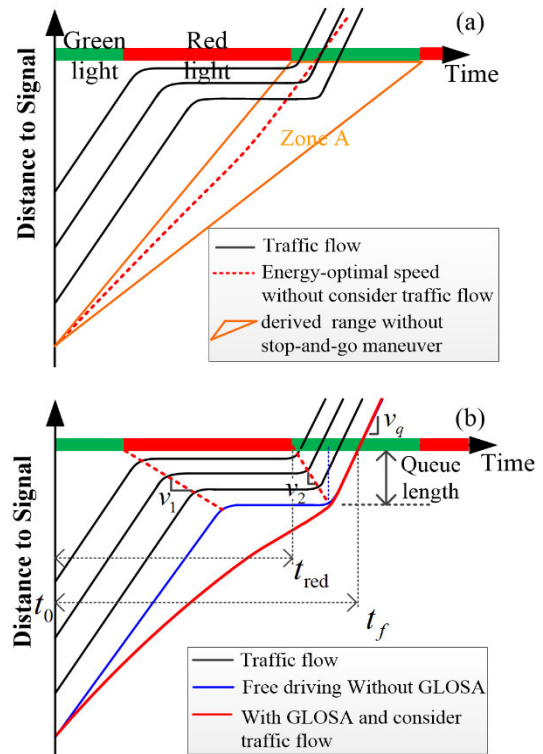 (a)
Green light
Red light
Time
Distance to Signal
Zone A
Traffic flow
Energy-optimal speed
without consider traffic flow
derived range without
stop-and-go maneuver
(b)
v_q
Time
Queue
length
v_1
v_2
Distance to Signal
t_red
t_0
t_f
Traffic flow
Free driving Without GLOSA
With GLOSA and consider
traffic flow